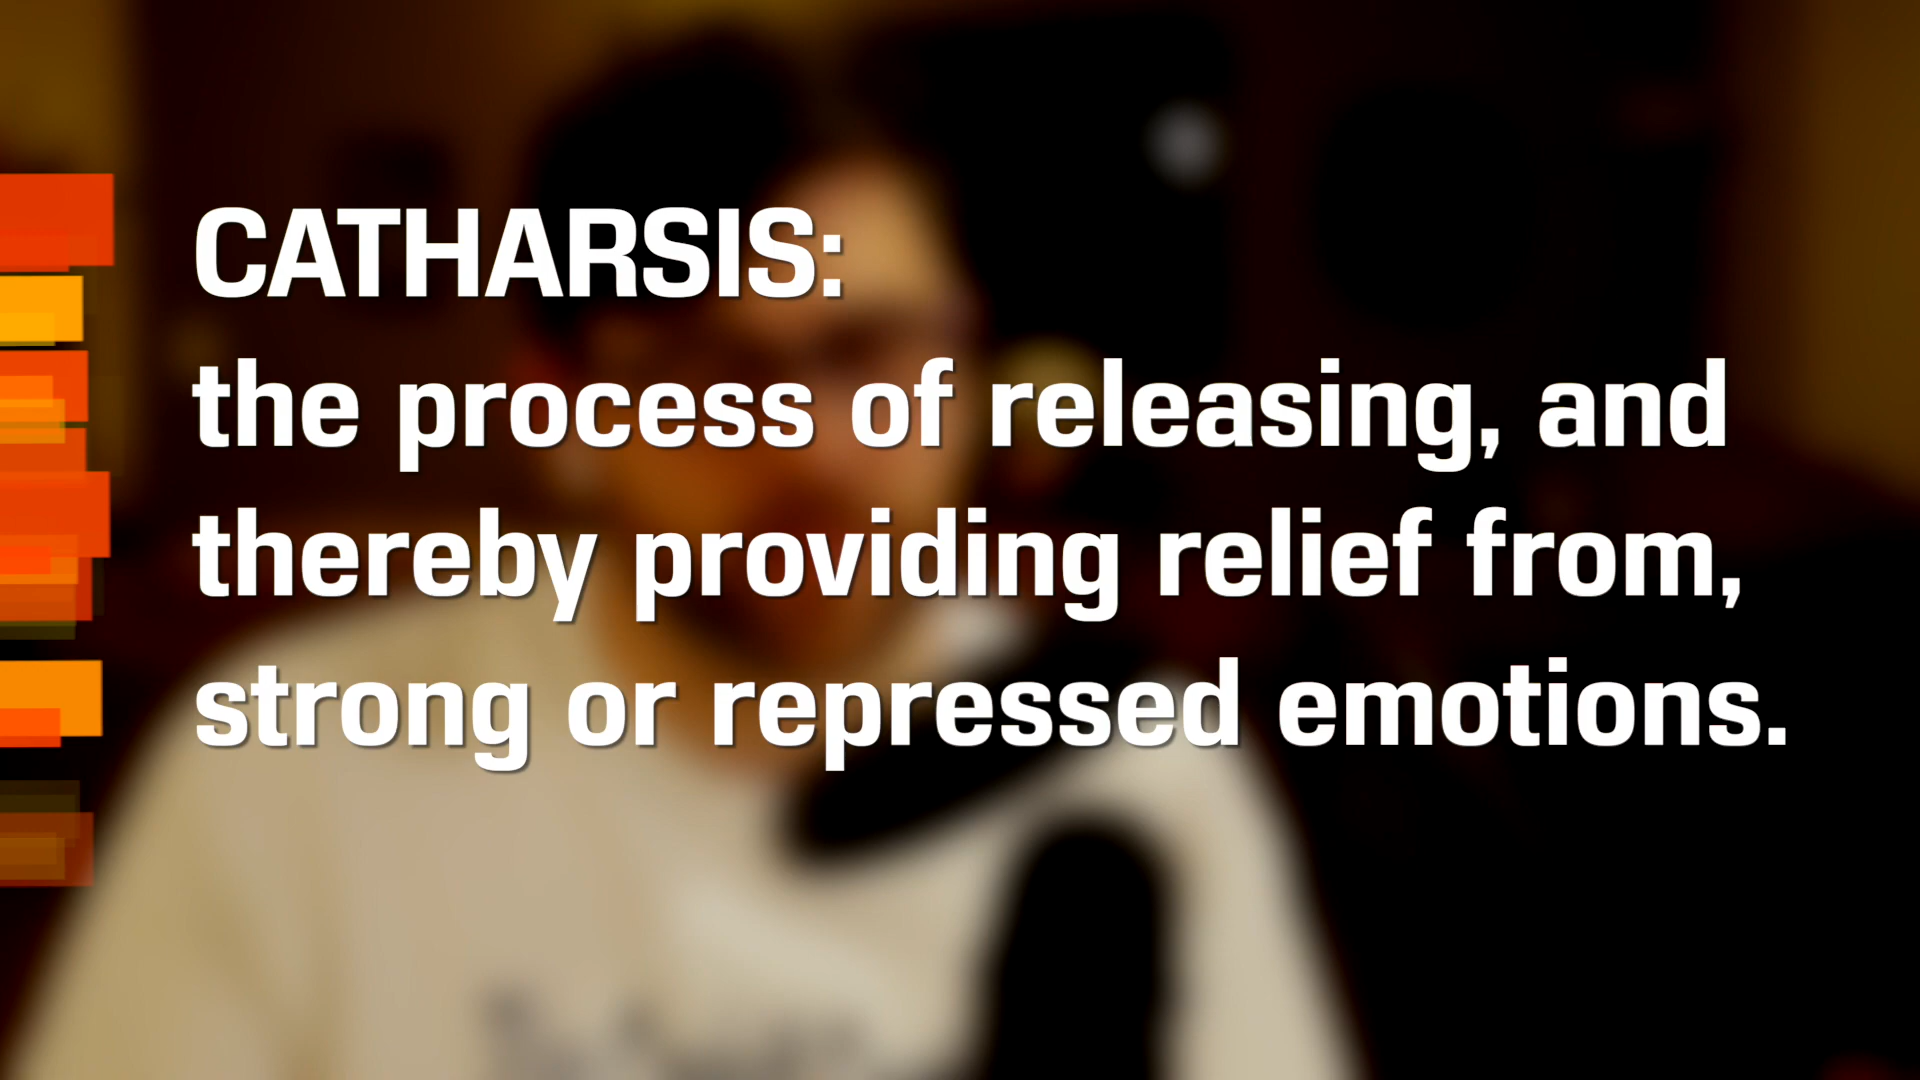 CATHARSIS:
the process of releasing, and
thereby providing relief from,
strong or repressed emotions.